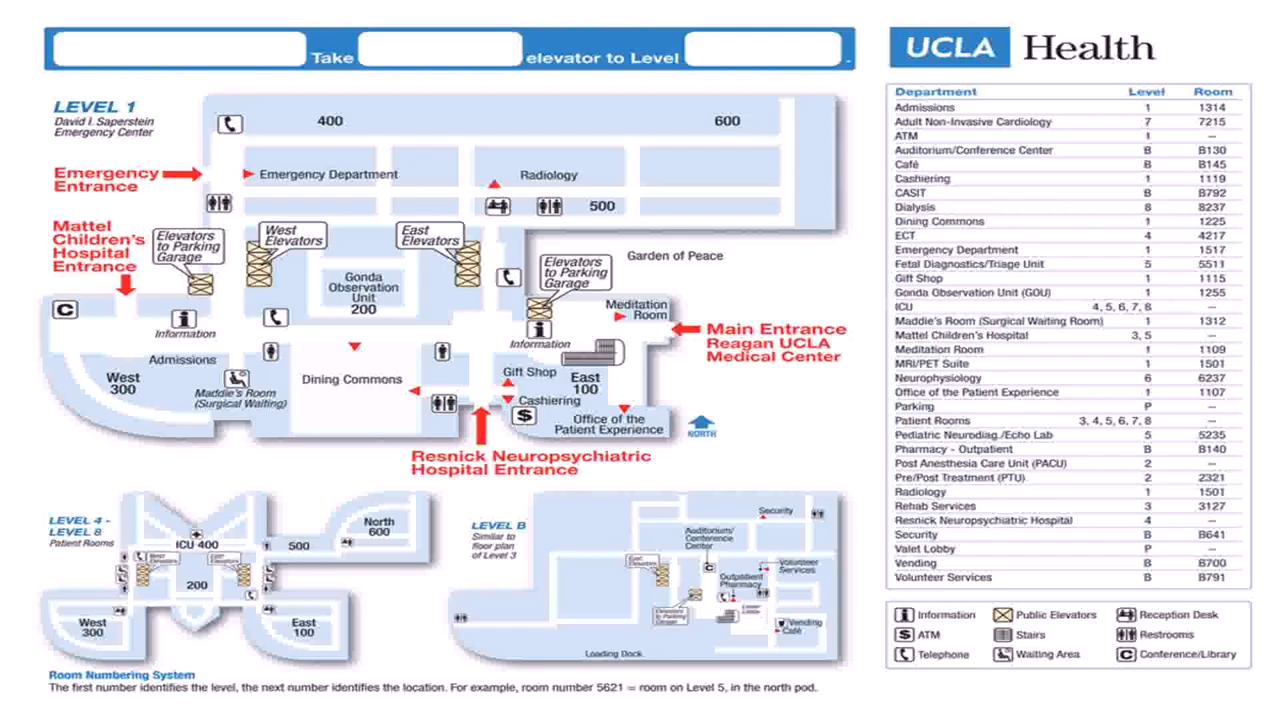 Take elevator to Level .
UCLA Health
LEVEL 1
David I. Saperstein
Emergency Center
400
600
Emergency
Entrance
Emergency Department
Radiology
500
Mattel
Children's
Hospital
Entrance
Elevators
to Parking
Garage
West
Elevators
East
Elevators
Gonda
Observation
Unit
200
Elevators
to Parking
Garage
Garden of Peace
Meditation
Room
C
Information
Information
Main Entrance
Reagan UCLA
Medical Center
Admissions
West
300
Maddie's Room
(Surgical Waiting)
Dining Commons
Gift Shop
East
100
Cashiering
$
Office of the
Patient Experience
NORTH
Resnick Neuropsychiatric
Hospital Entrance
LEVEL 4 -
LEVEL 8
Patient Rooms
ICU 400
500
North
600
West
Elevators
East
Elevators
200
West
300
East
100
LEVEL B
Similar to
floor plan
of Level 3
Security
Auditorium/
Conference
Center
C
East
Elevators
Volunteer
Services
Outpatient
Pharmacy
Elevators
to Parking
Garage
Vending
Café
Loading Dock
Room Numbering System
The first number identifies the level, the next number identifies the location. For example, room number 5621 = room on Level 5, in the north pod.
Department Level Room
Admissions 1 1314
Adult Non-Invasive Cardiology 7 7215
ATM 1 –
Auditorium/Conference Center B B130
Café B B145
Cashiering 1 1119
CASIT B B792
Dialysis 8 8237
Dining Commons 1 1225
ECT 4 4217
Emergency Department 1 1517
Fetal Diagnostics/Triage Unit 5 5511
Gift Shop 1 1115
Gonda Observation Unit (GOU) 1 1255
ICU 4, 5, 6, 7, 8 –
Maddie's Room (Surgical Waiting Room) 1 1312
Mattel Children's Hospital 3, 5 –
Meditation Room 1 1109
MRI/PET Suite 1 1501
Neurophysiology 6 6237
Office of the Patient Experience 1 1107
Parking P –
Patient Rooms 3, 4, 5, 6, 7, 8 –
Pediatric Neurodiag./Echo Lab 5 5235
Pharmacy - Outpatient B B140
Post Anesthesia Care Unit (PACU) 2 –
Pre/Post Treatment (PTU) 2 2321
Radiology 1 1501
Rehab Services 3 3127
Resnick Neuropsychiatric Hospital 4 –
Security B B641
Valet Lobby P –
Vending B B700
Volunteer Services B B791
i Information Public Elevators Reception Desk
$ ATM Stairs Restrooms
Telephone Waiting Area C Conference/Library